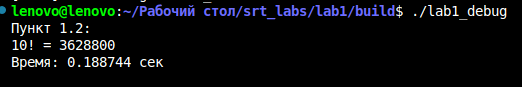 lenovo@lenovo:~/Рабочий стол/srt_labs/lab1/build$ ./lab1_debug
Пункт 1.2:
10! = 3628800
Время: 0.188744 сек